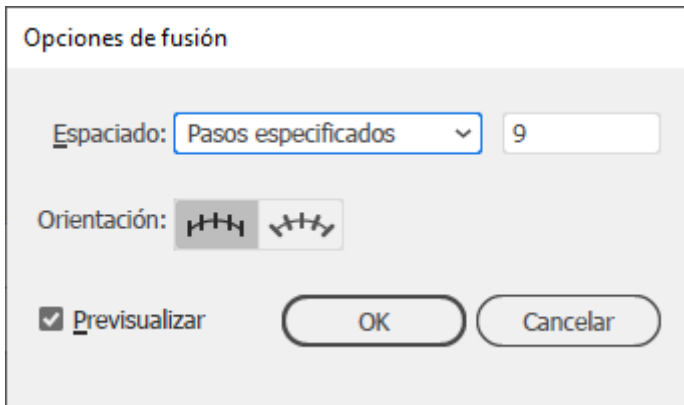 Opciones de fusión
Espaciado: Pasos especificados 9
Orientación:
Previsualizar OK Cancelar